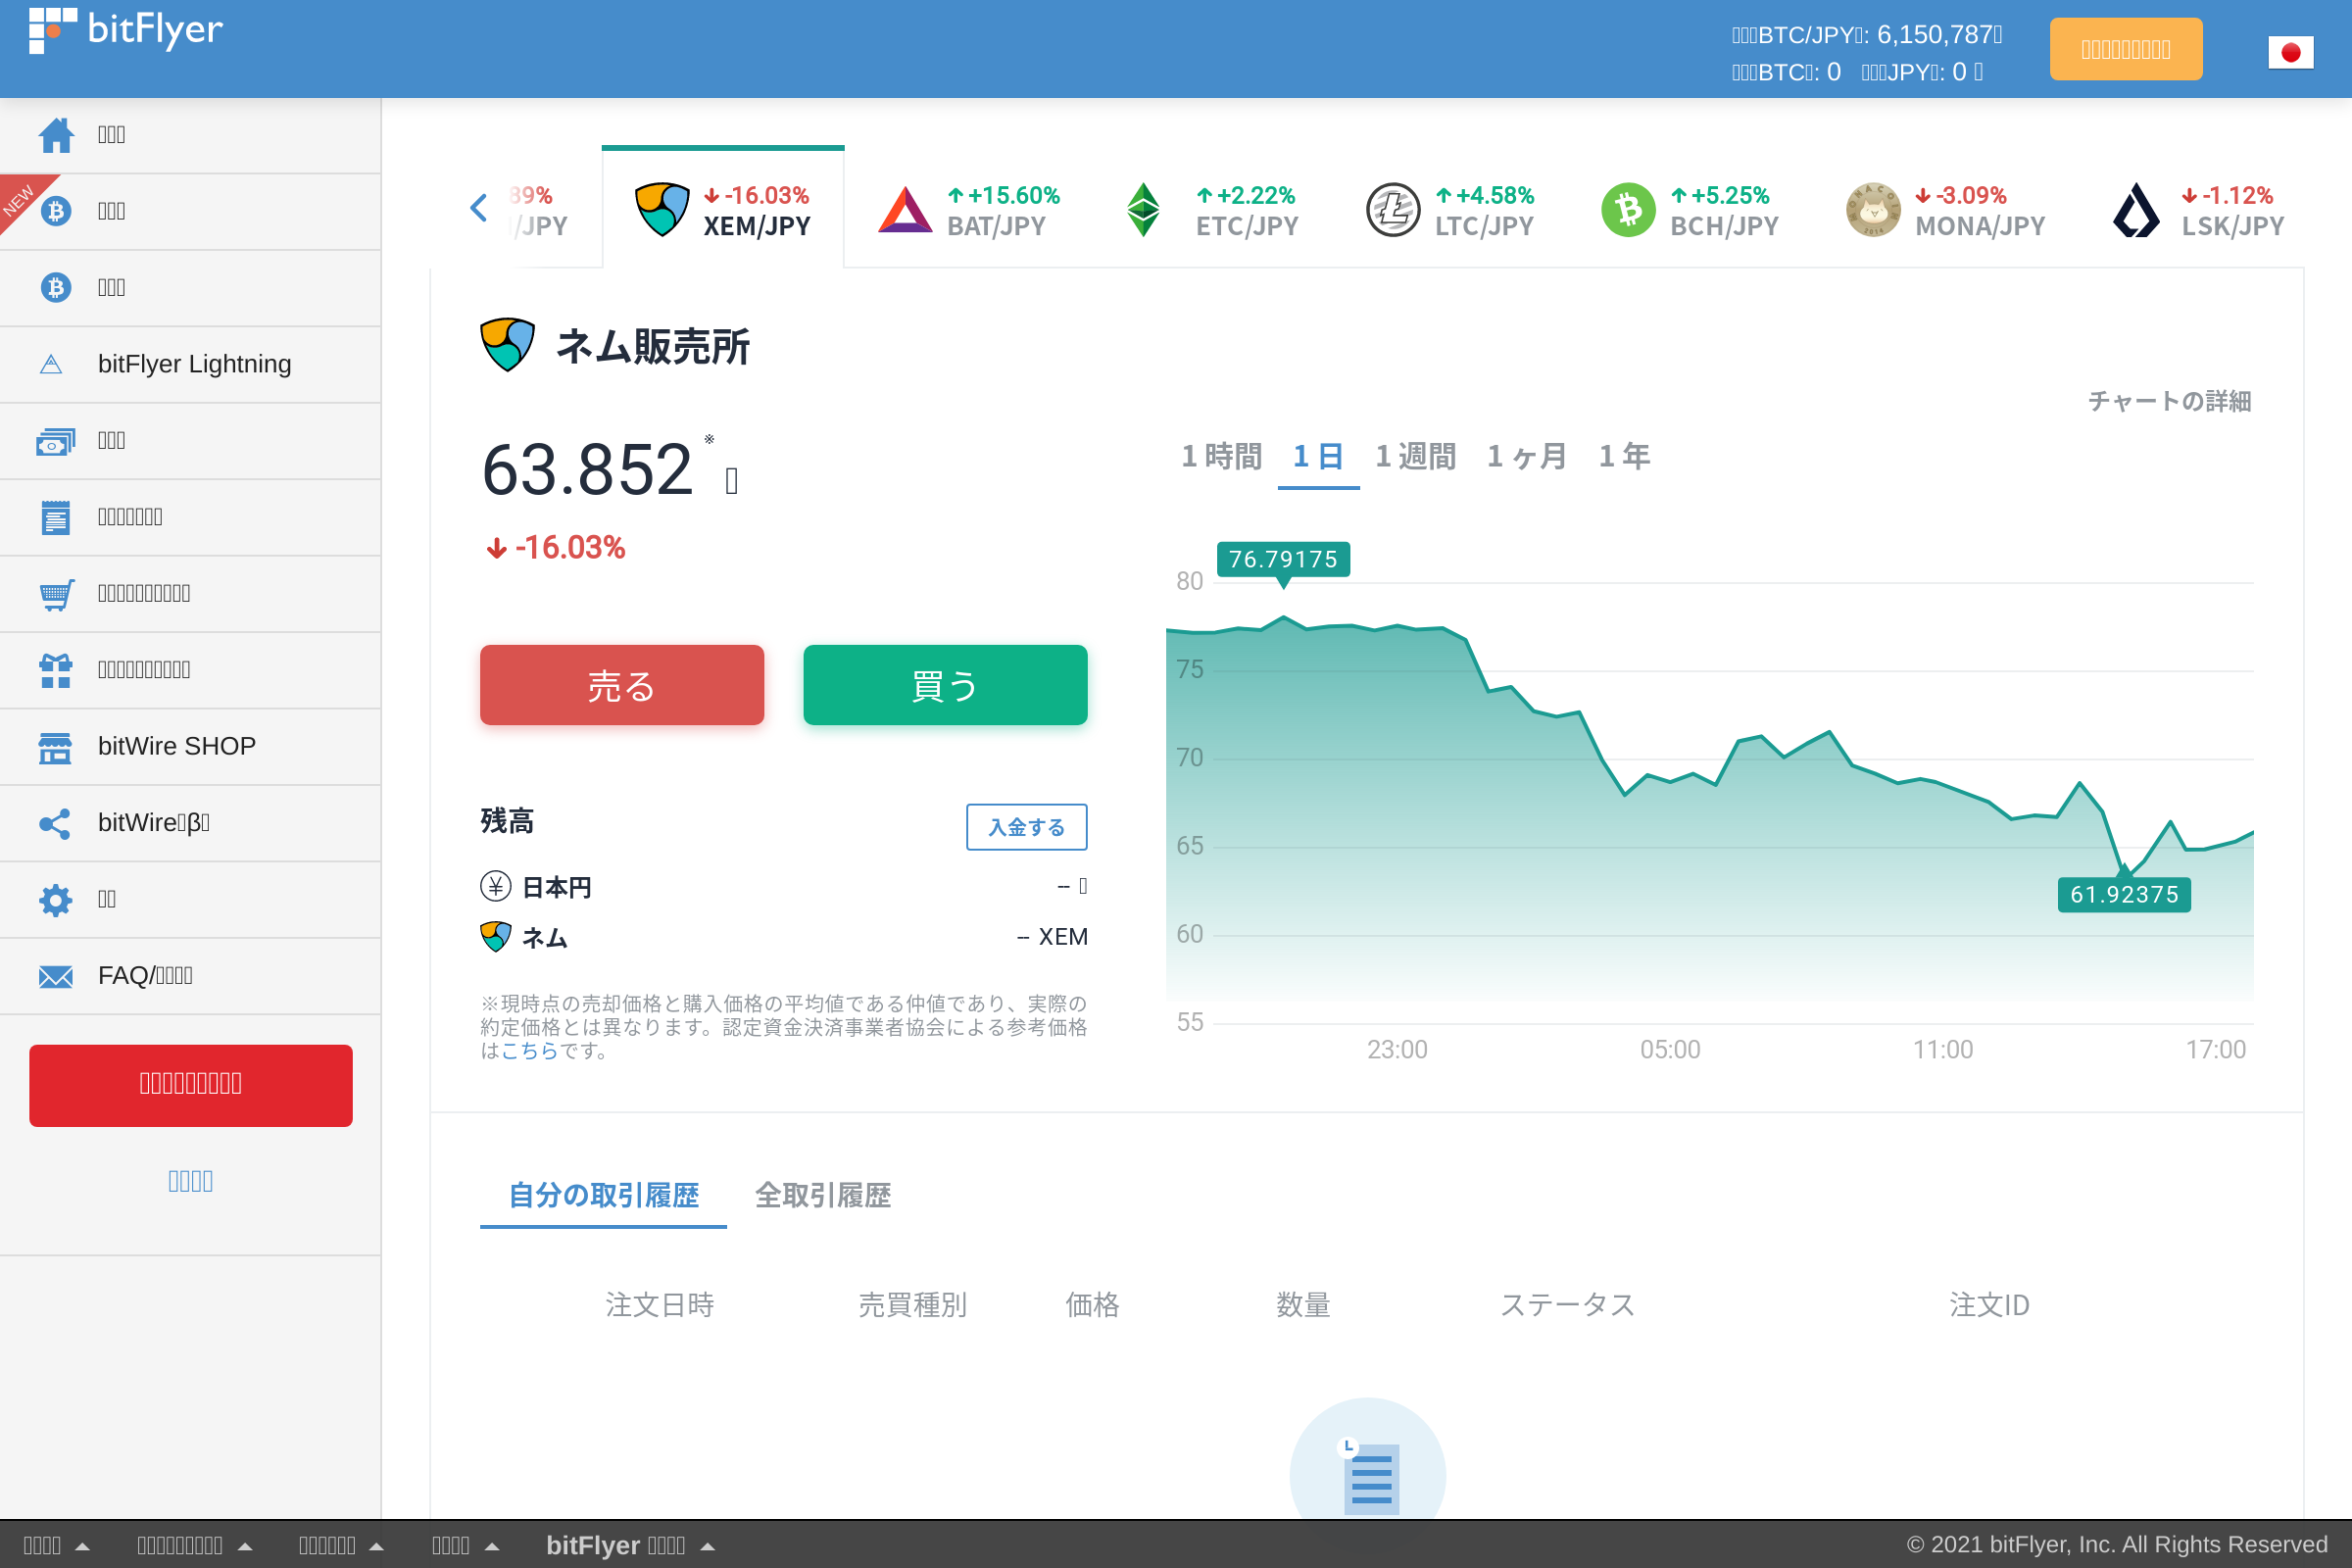 bitFlyer
BTC/JPY: 6,150,787
BTC: 0 JPY: 0
NEW
bitFlyer Lightning
bitWire SHOP
bitWire β
FAQ/
89%
/JPY
-16.03%
XEM/JPY
+15.60%
BAT/JPY
+2.22%
ETC/JPY
+4.58%
LTC/JPY
+5.25%
BCH/JPY
-3.09%
MONA/JPY
-1.12%
LSK/JPY
ネム販売所
チャートの詳細
63.852 ※
-16.03%
1 時間 1 日 1 週間 1 ヶ月 1 年
売る 買う
残高
入金する
日本円 --
ネム -- XEM
※現時点の売却価格と購入価格の平均値である仲値であり、実際の
約定価格とは異なります。認定資金決済事業者協会による参考価格
はこちらです。
76.79175
80
75
70
65
61.92375
60
55
23:00 05:00 11:00 17:00
自分の取引履歴 全取引履歴
注文日時 売買種別 価格 数量 ステータス 注文ID
bitFlyer
© 2021 bitFlyer, Inc. All Rights Reserved